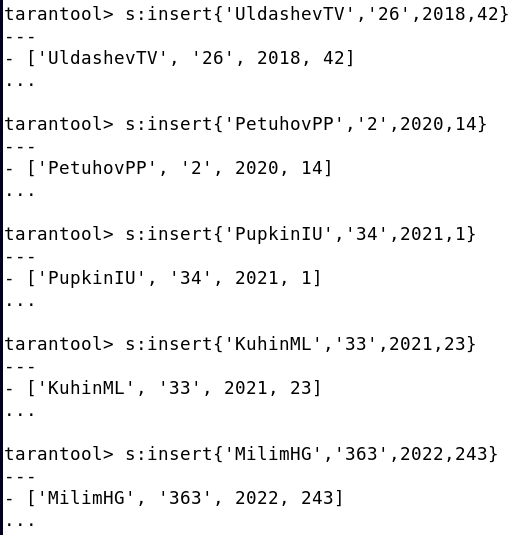 tarantool> s:insert{'UldashevTV','26',2018,42}
---
- ['UldashevTV', '26', 2018, 42]
...
tarantool> s:insert{'PetuhovPP','2',2020,14}
---
- ['PetuhovPP', '2', 2020, 14]
...
tarantool> s:insert{'PupkinIU','34',2021,1}
---
- ['PupkinIU', '34', 2021, 1]
...
tarantool> s:insert{'KuhinML','33',2021,23}
---
- ['KuhinML', '33', 2021, 23]
...
tarantool> s:insert{'MilimHG','363',2022,243}
---
- ['MilimHG', '363', 2022, 243]
...